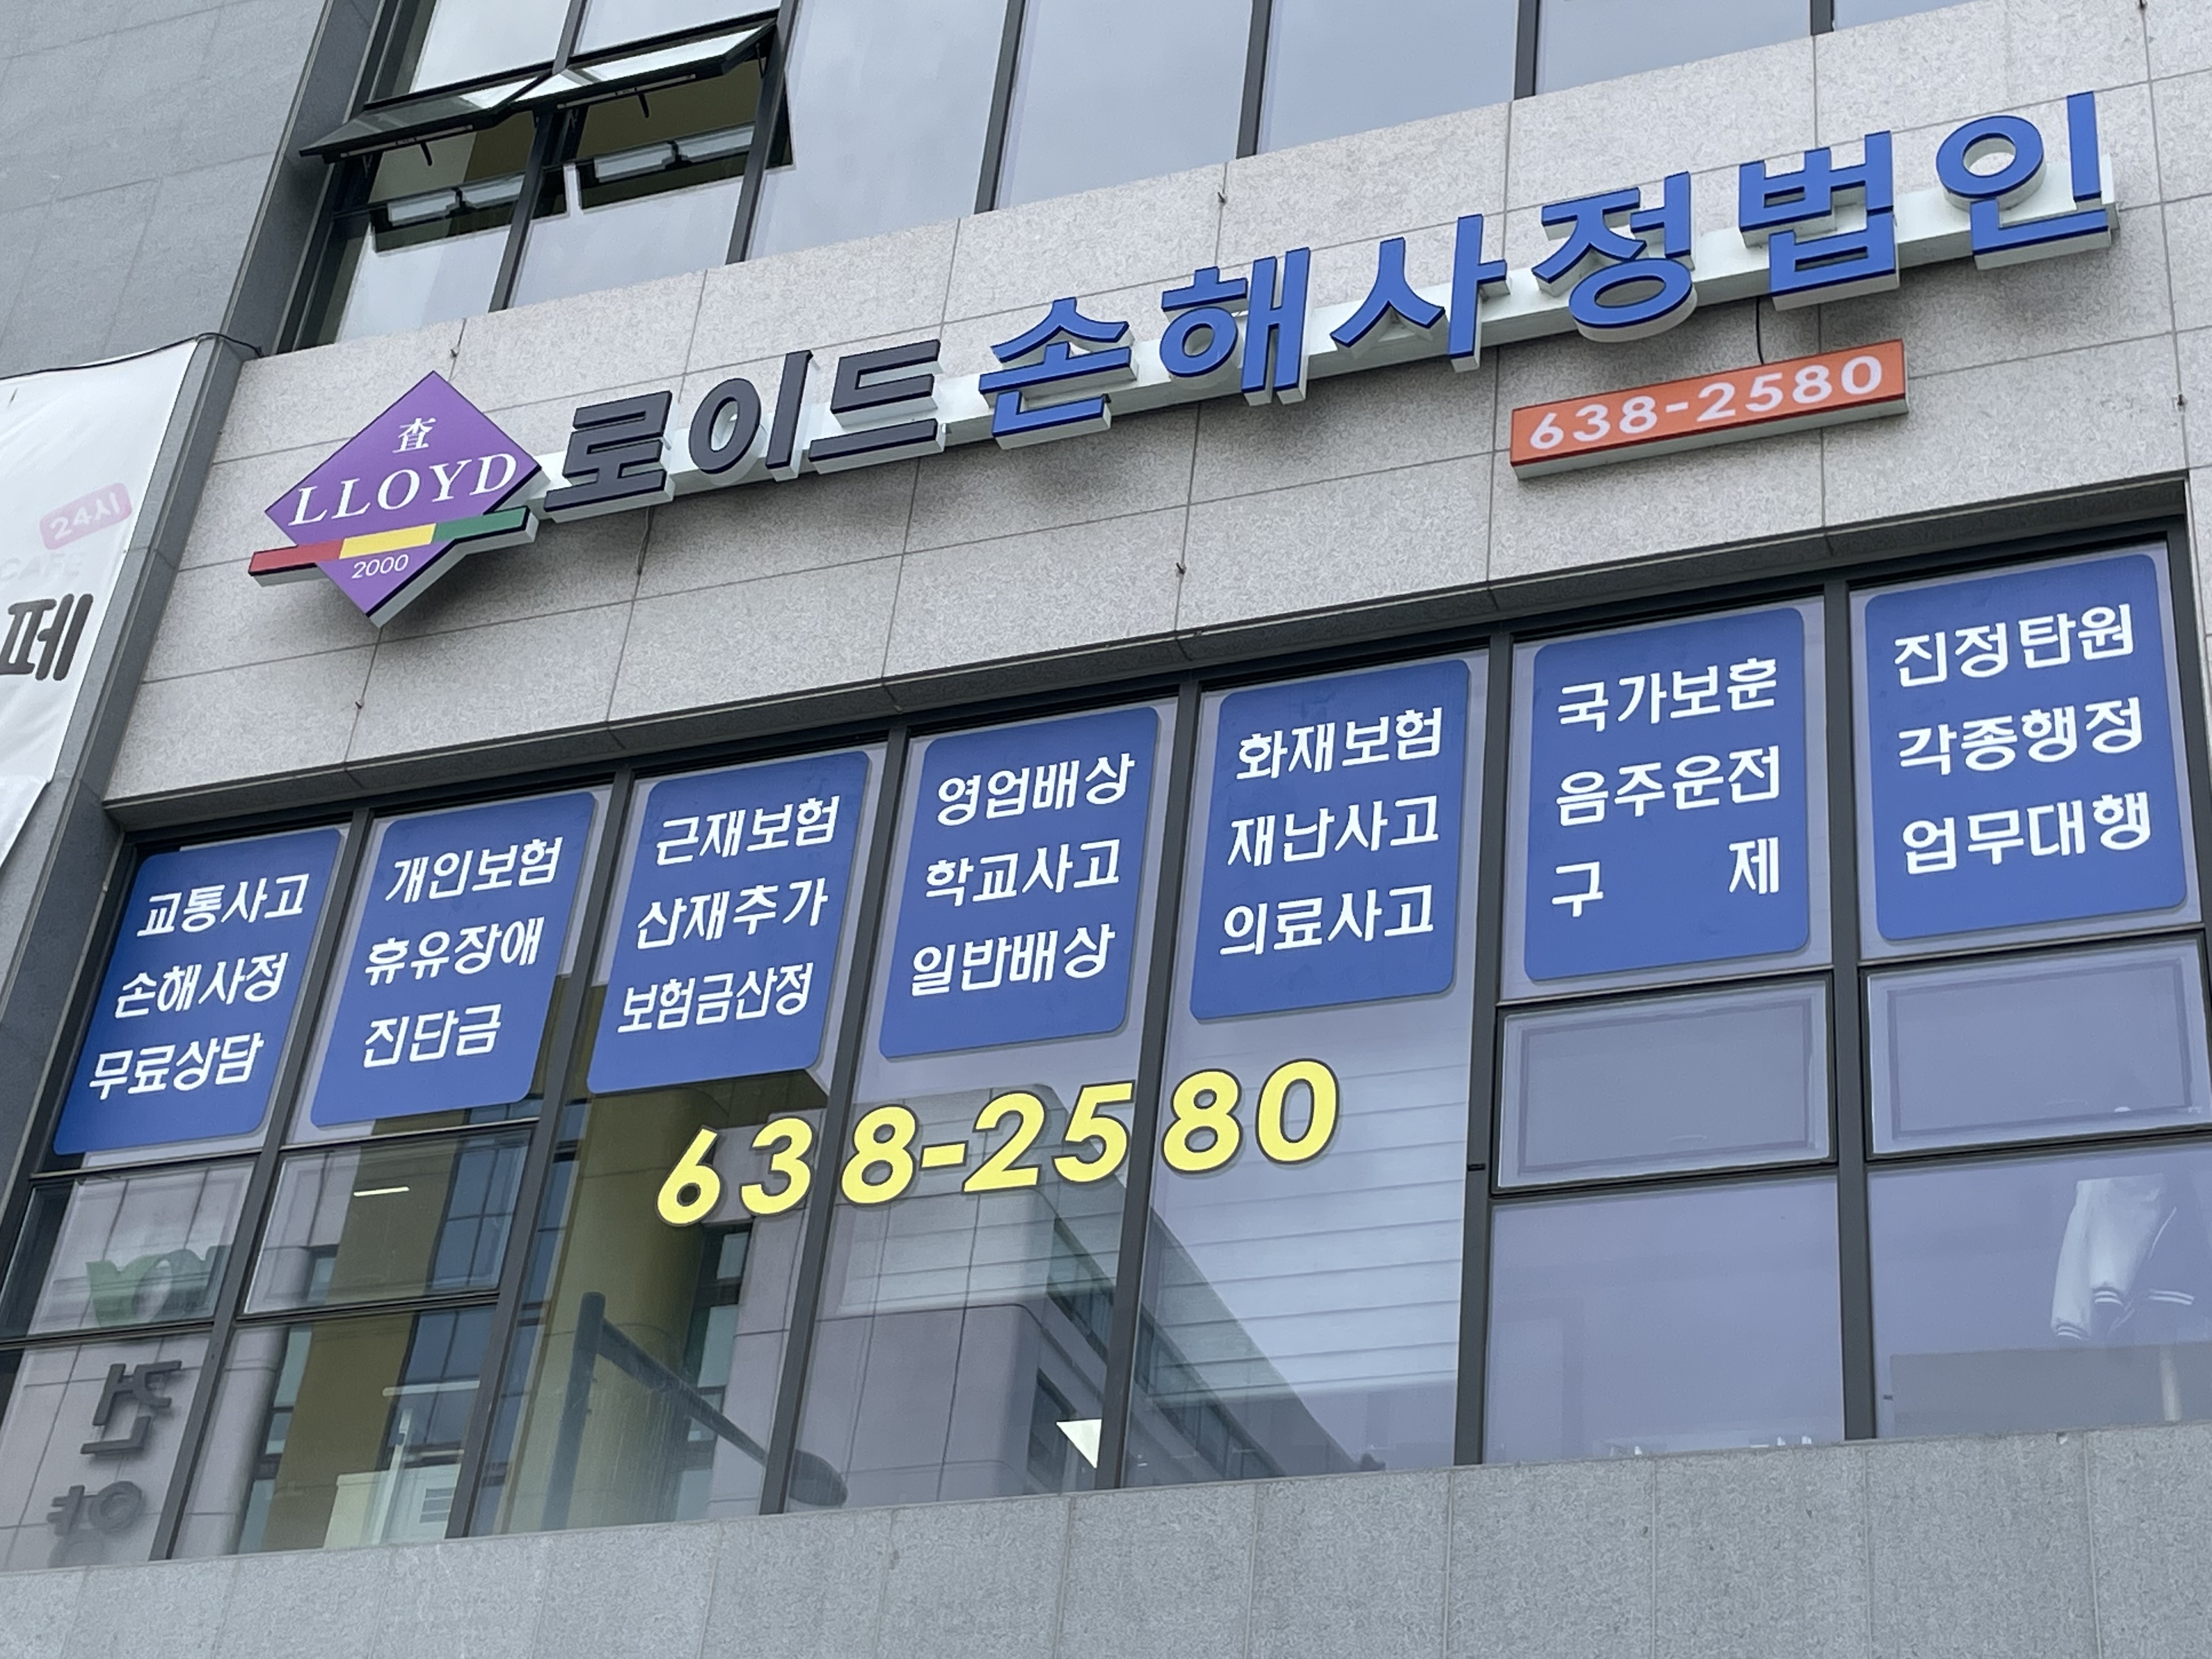 査
LLOYD
2000
로이드손해사정법인
638-2580
24시
CAFE
페
교통사고
손해사정
무료상담
개인보험
휴유장애
진단금
근재보험
산재추가
보험금산정
영업배상
학교사고
일반배상
화재보험
재난사고
의료사고
국가보훈
음주운전
구 제
진정탄원
각종행정
업무대행
638-2580